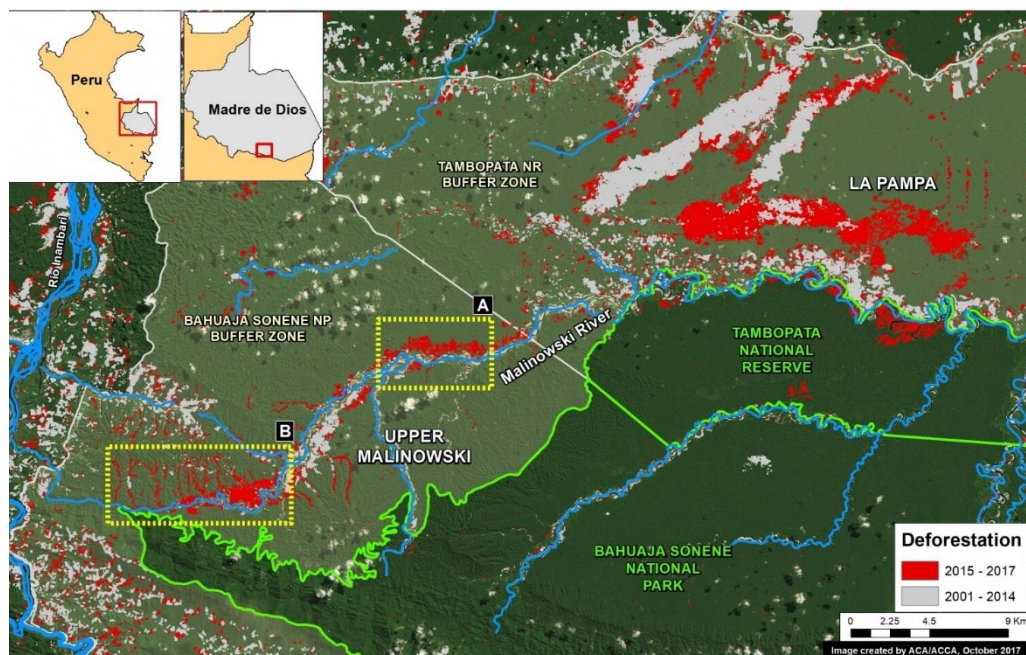 Peru
Madre de Dios
TAMBOPATA NR
BUFFER ZONE
LA PAMPA
Río Inambari
A
BAHUAJA SONENE NP
BUFFER ZONE
Malinowski River
TAMBOPATA
NATIONAL
RESERVE
B
UPPER
MALINOWSKI
BAHUAJA SONENE
NATIONAL
PARK
Deforestation
2015 - 2017
2001 - 2014
0 2.25 4.5 9 Km
Image created by ACA/ACCA, October 2017